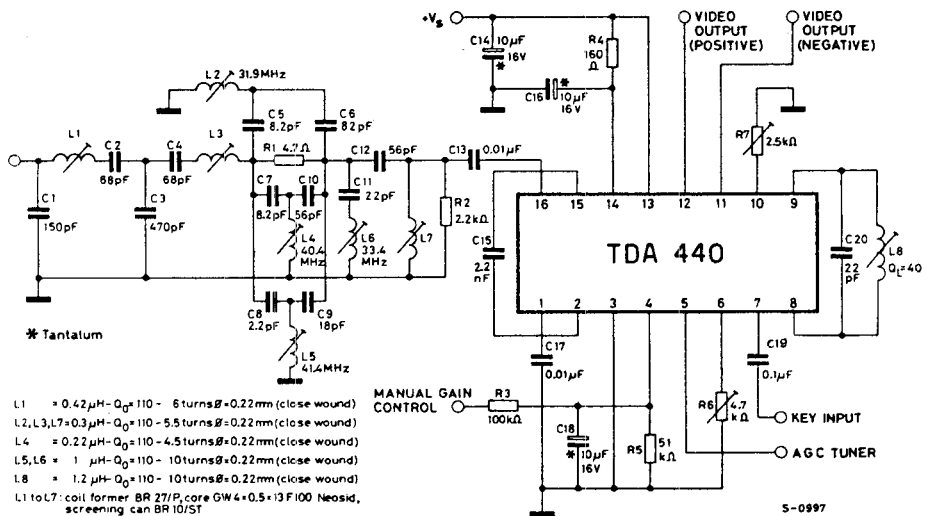 +Vs
C14 10µF
16V
*
R4
160
Ω
C16 * 10µF
16V
VIDEO
OUTPUT
(POSITIVE)
VIDEO
OUTPUT
(NEGATIVE)
L2 31.9MHz
C5
8.2pF
C6
82pF
R7
2.5kΩ
L1
C2
68pF
C4
68pF
L3
R1 4.7Ω
C12 56pF
C13 0.01µF
C1
150pF
C3
470pF
C7
8.2pF
C10
56pF
C11
22pF
R2
2.2kΩ
L4
40.4
MHz
L6
33.4
MHz
L7
C15
2.2
nF
16 15 14 13 12 11 10 9
TDA 440
1 2 3 4 5 6 7 8
C20
22
pF
L8
QL=40
C8
2.2pF
C9
18pF
L5
41.4MHz
* Tantalum
C17
0.01µF
C19
0.1µF
MANUAL GAIN
CONTROL
R3
100kΩ
C18
* 10µF
16V
R5 51
kΩ
R6 4.7
kΩ
KEY INPUT
AGC TUNER
L1 = 0.42µH-Q0=110 - 6 turns Ø=0.22mm (close wound)
L2,L3,L7=0.3µH-Q0=110 - 5.5 turns Ø=0.22mm (close wound)
L4 = 0.22µH-Q0=110 - 4.5 turns Ø=0.22mm (close wound)
L5,L6 = 1 µH-Q0=110 - 10 turns Ø=0.22mm (close wound)
L8 = 1.2µH-Q0=110 - 10 turns Ø=0.22mm (close wound)
L1 to L7: coil former BR 27/P, core GW4×0.5×13 F100 Neosid,
screening can BR 10/ST
S-0997